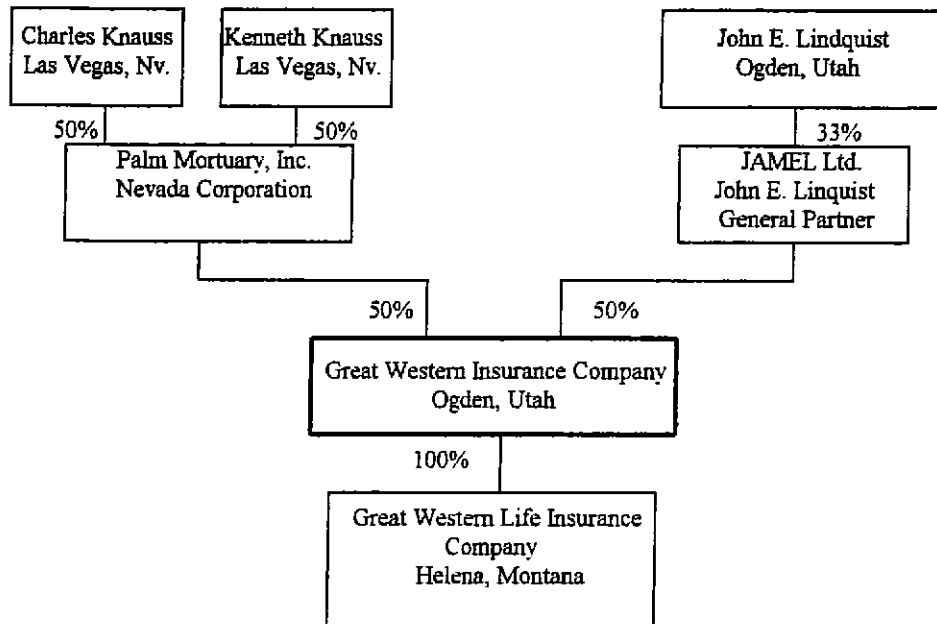 Charles Knauss
Las Vegas, Nv.
Kenneth Knauss
Las Vegas, Nv.
John E. Lindquist
Ogden, Utah
50%
50%
33%
Palm Mortuary, Inc.
Nevada Corporation
JAMEL Ltd.
John E. Linquist
General Partner
50%
50%
Great Western Insurance Company
Ogden, Utah
100%
Great Western Life Insurance
Company
Helena, Montana